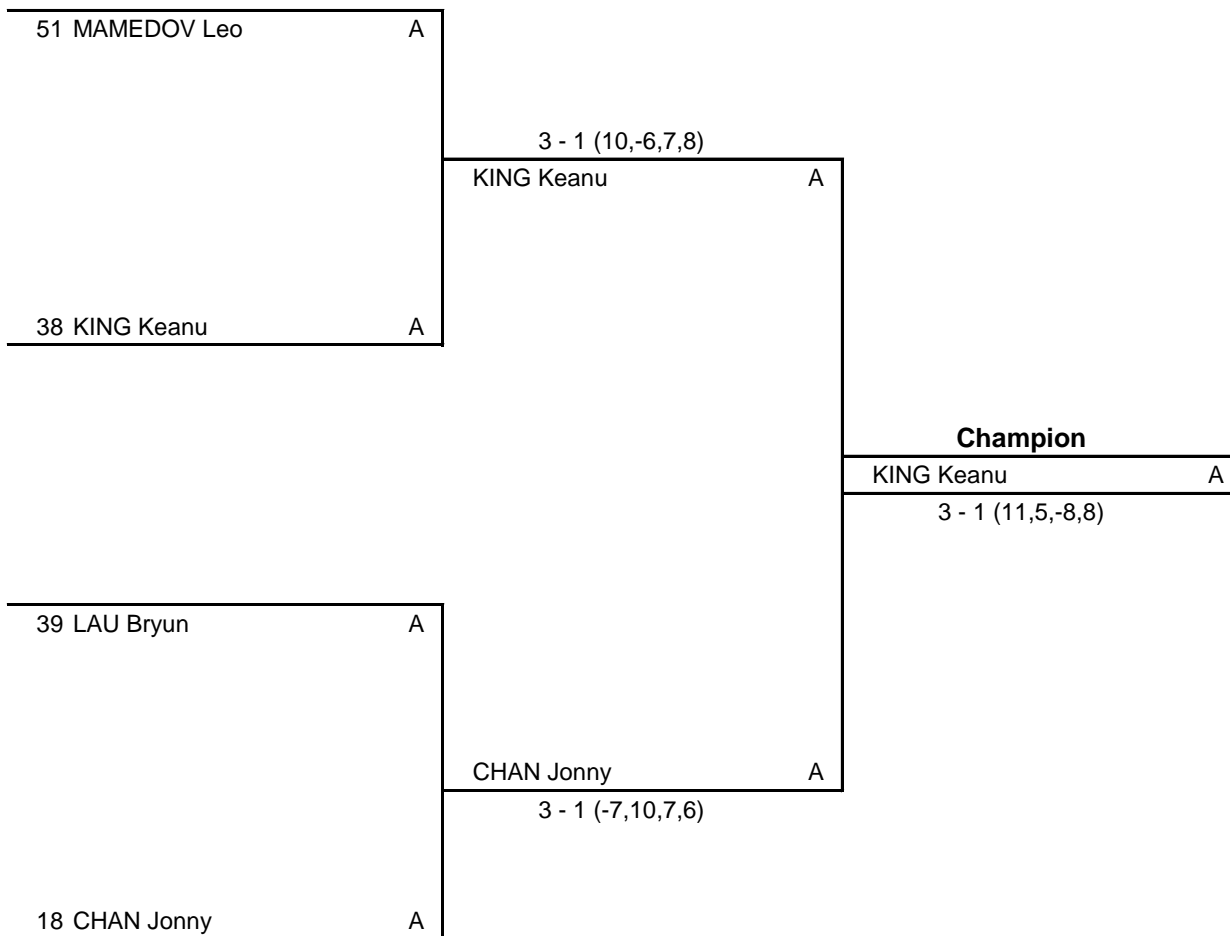 51 MAMEDOV Leo A
3 - 1 (10,-6,7,8)
KING Keanu A
38 KING Keanu A
Champion
KING Keanu A
3 - 1 (11,5,-8,8)
39 LAU Bryun A
CHAN Jonny A
3 - 1 (-7,10,7,6)
18 CHAN Jonny A